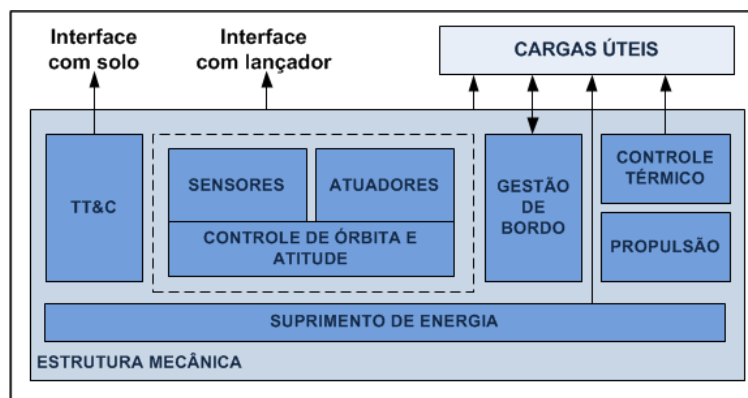 Interface
com solo
Interface
com lançador
CARGAS ÚTEIS
TT&C
SENSORES
ATUADORES
CONTROLE DE ÓRBITA E
ATITUDE
GESTÃO
DE
BORDO
CONTROLE
TÉRMICO
PROPULSÃO
SUPRIMENTO DE ENERGIA
ESTRUTURA MECÂNICA